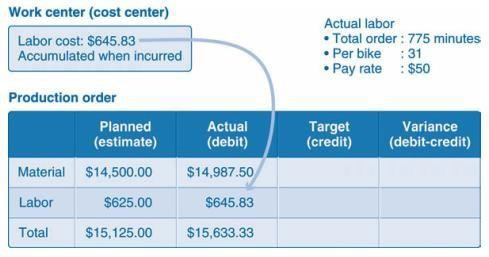 Work center (cost center)
Labor cost: $645.83
Accumulated when incurred
Actual labor
• Total order : 775 minutes
• Per bike : 31
• Pay rate : $50
Production order
Planned (estimate) Actual (debit) Target (credit) Variance (debit-credit)
Material $14,500.00 $14,987.50
Labor $625.00 $645.83
Total $15,125.00 $15,633.33